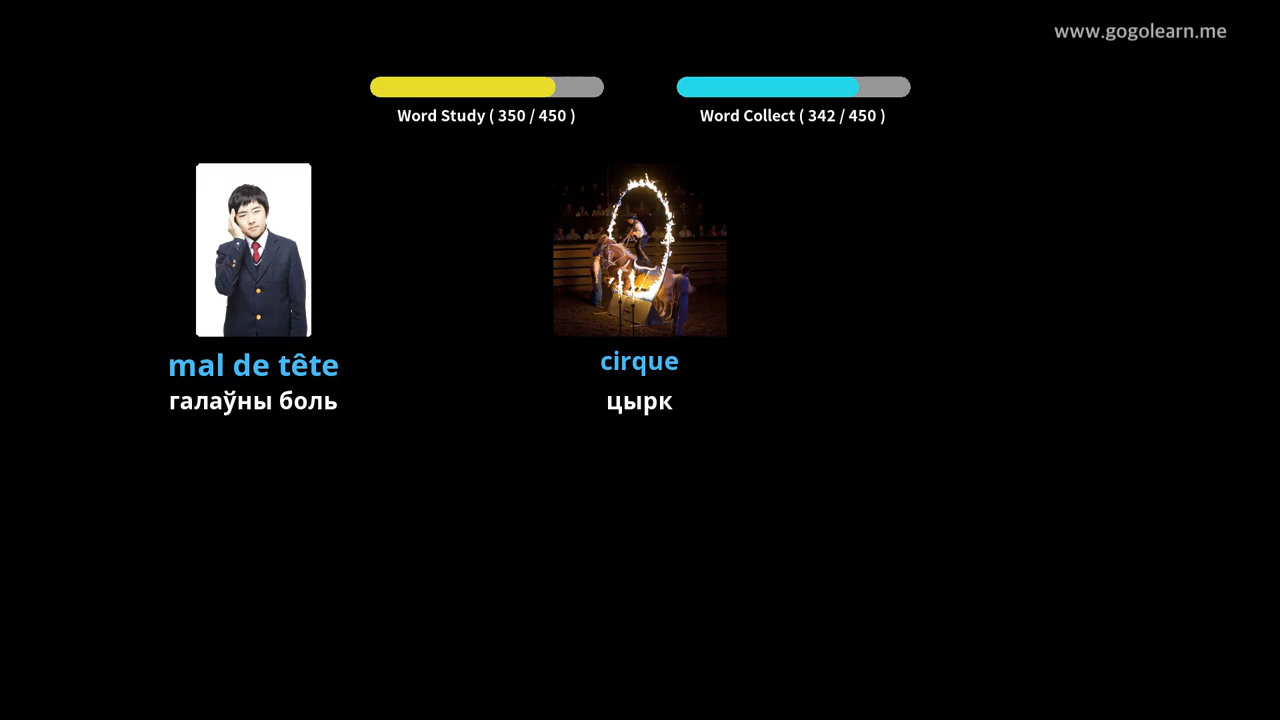 www.gogolearn.me
Word Study ( 350 / 450 )
Word Collect ( 342 / 450 )
mal de tête
галаўны боль
cirque
цырк